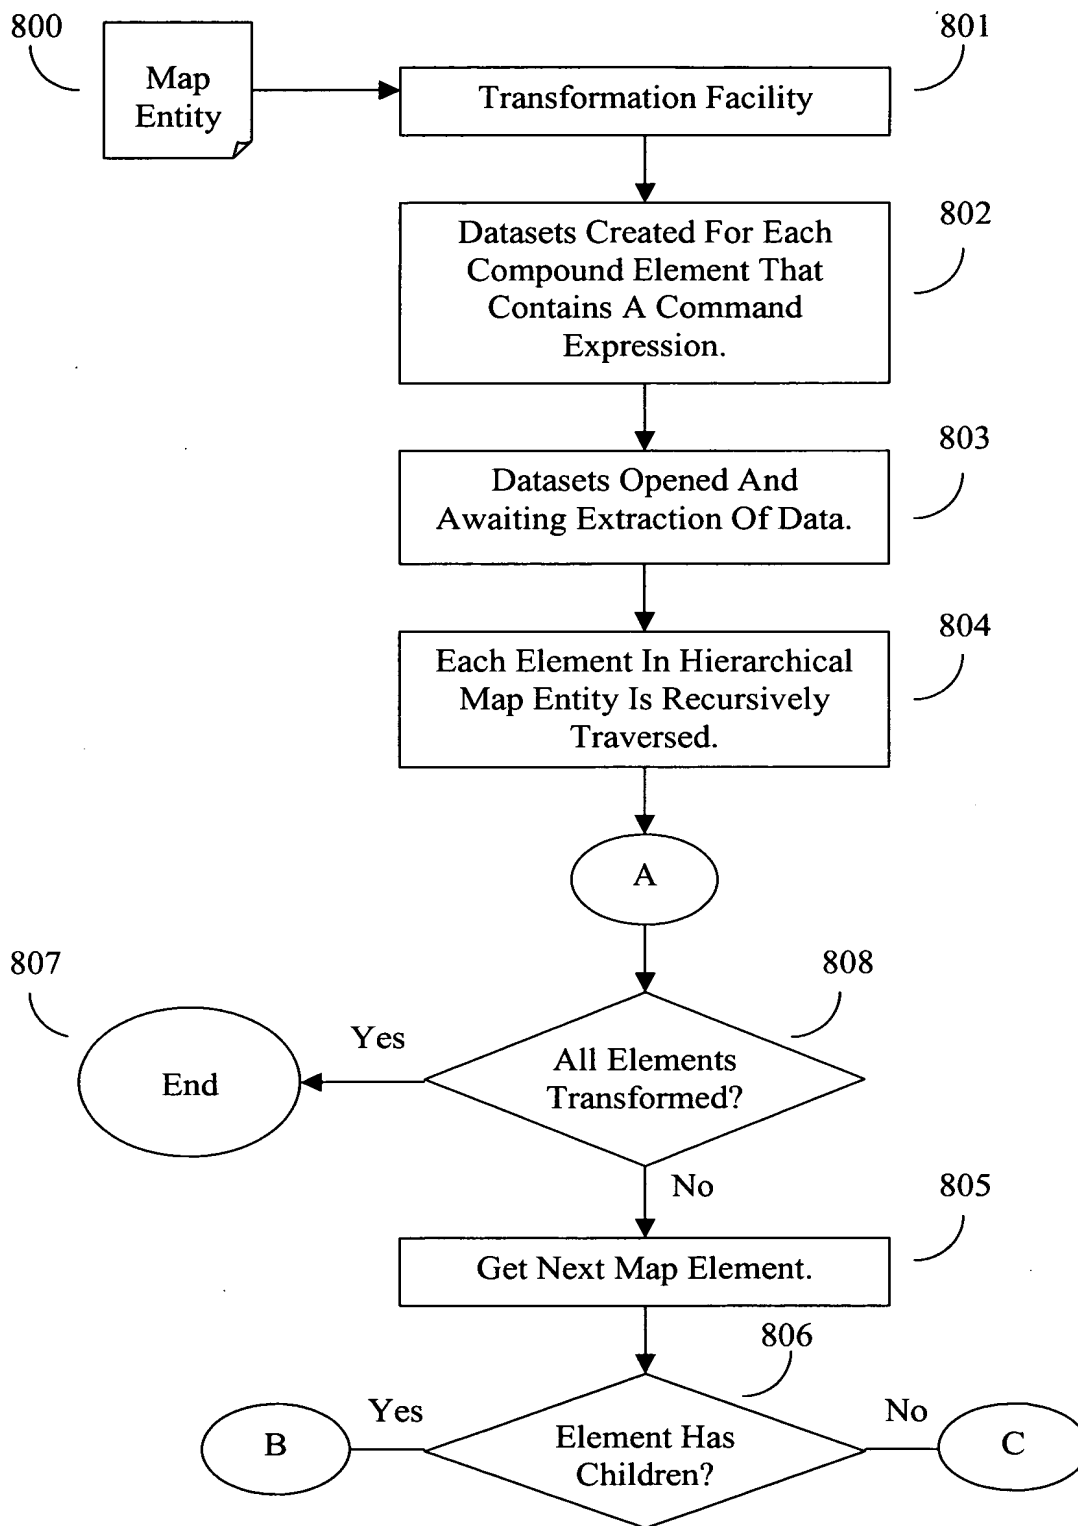 800
801
Map
Entity
Transformation Facility
802
Datasets Created For Each
Compound Element That
Contains A Command
Expression.
803
Datasets Opened And
Awaiting Extraction Of Data.
804
Each Element In Hierarchical
Map Entity Is Recursively
Traversed.
A
807
808
Yes
End
All Elements
Transformed?
No
805
Get Next Map Element.
806
Yes
No
B
Element Has
Children?
C